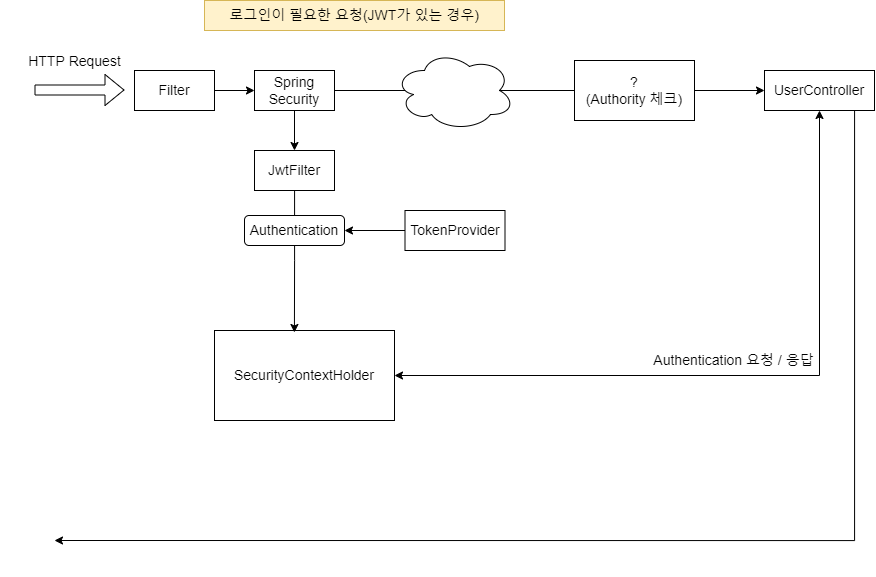 로그인이 필요한 요청(JWT가 있는 경우)
HTTP Request
Filter
Spring
Security
?
(Authority 체크)
UserController
JwtFilter
Authentication
TokenProvider
SecurityContextHolder
Authentication 요청 / 응답